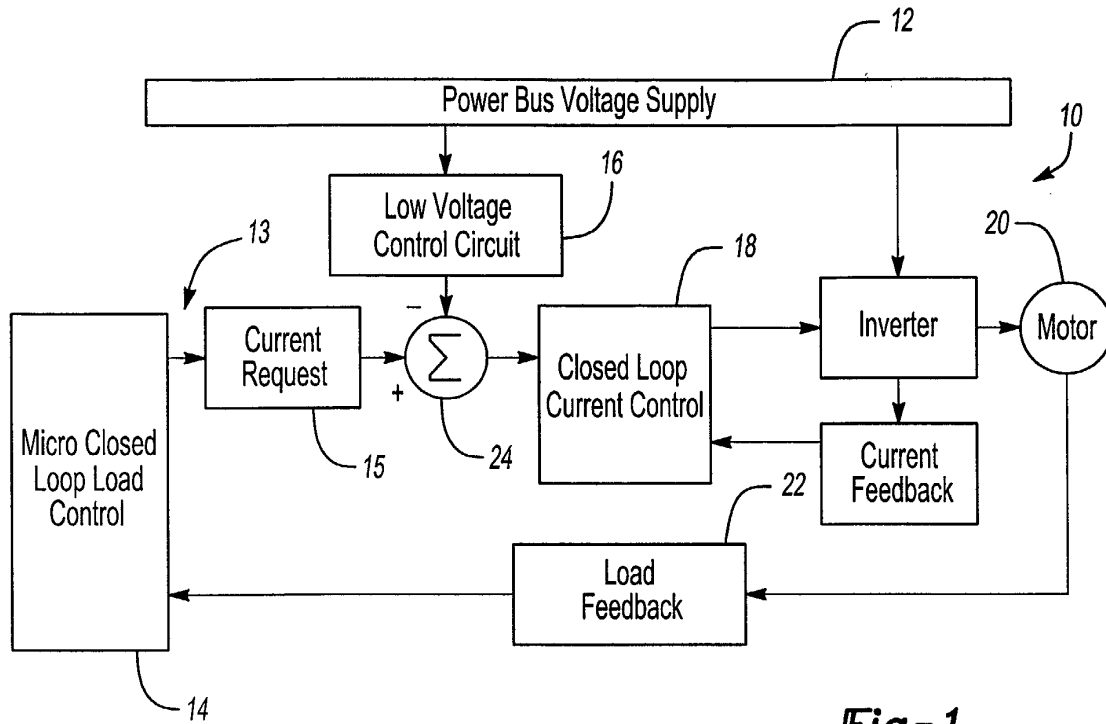 12
Power Bus Voltage Supply
10
16
Low Voltage
Control Circuit
13
18
20
−
Current
Request
Σ
+
Closed Loop
Current Control
Inverter
Motor
Micro Closed
Loop Load
Control
15
24
Current
Feedback
22
Load
Feedback
14
Fig-1